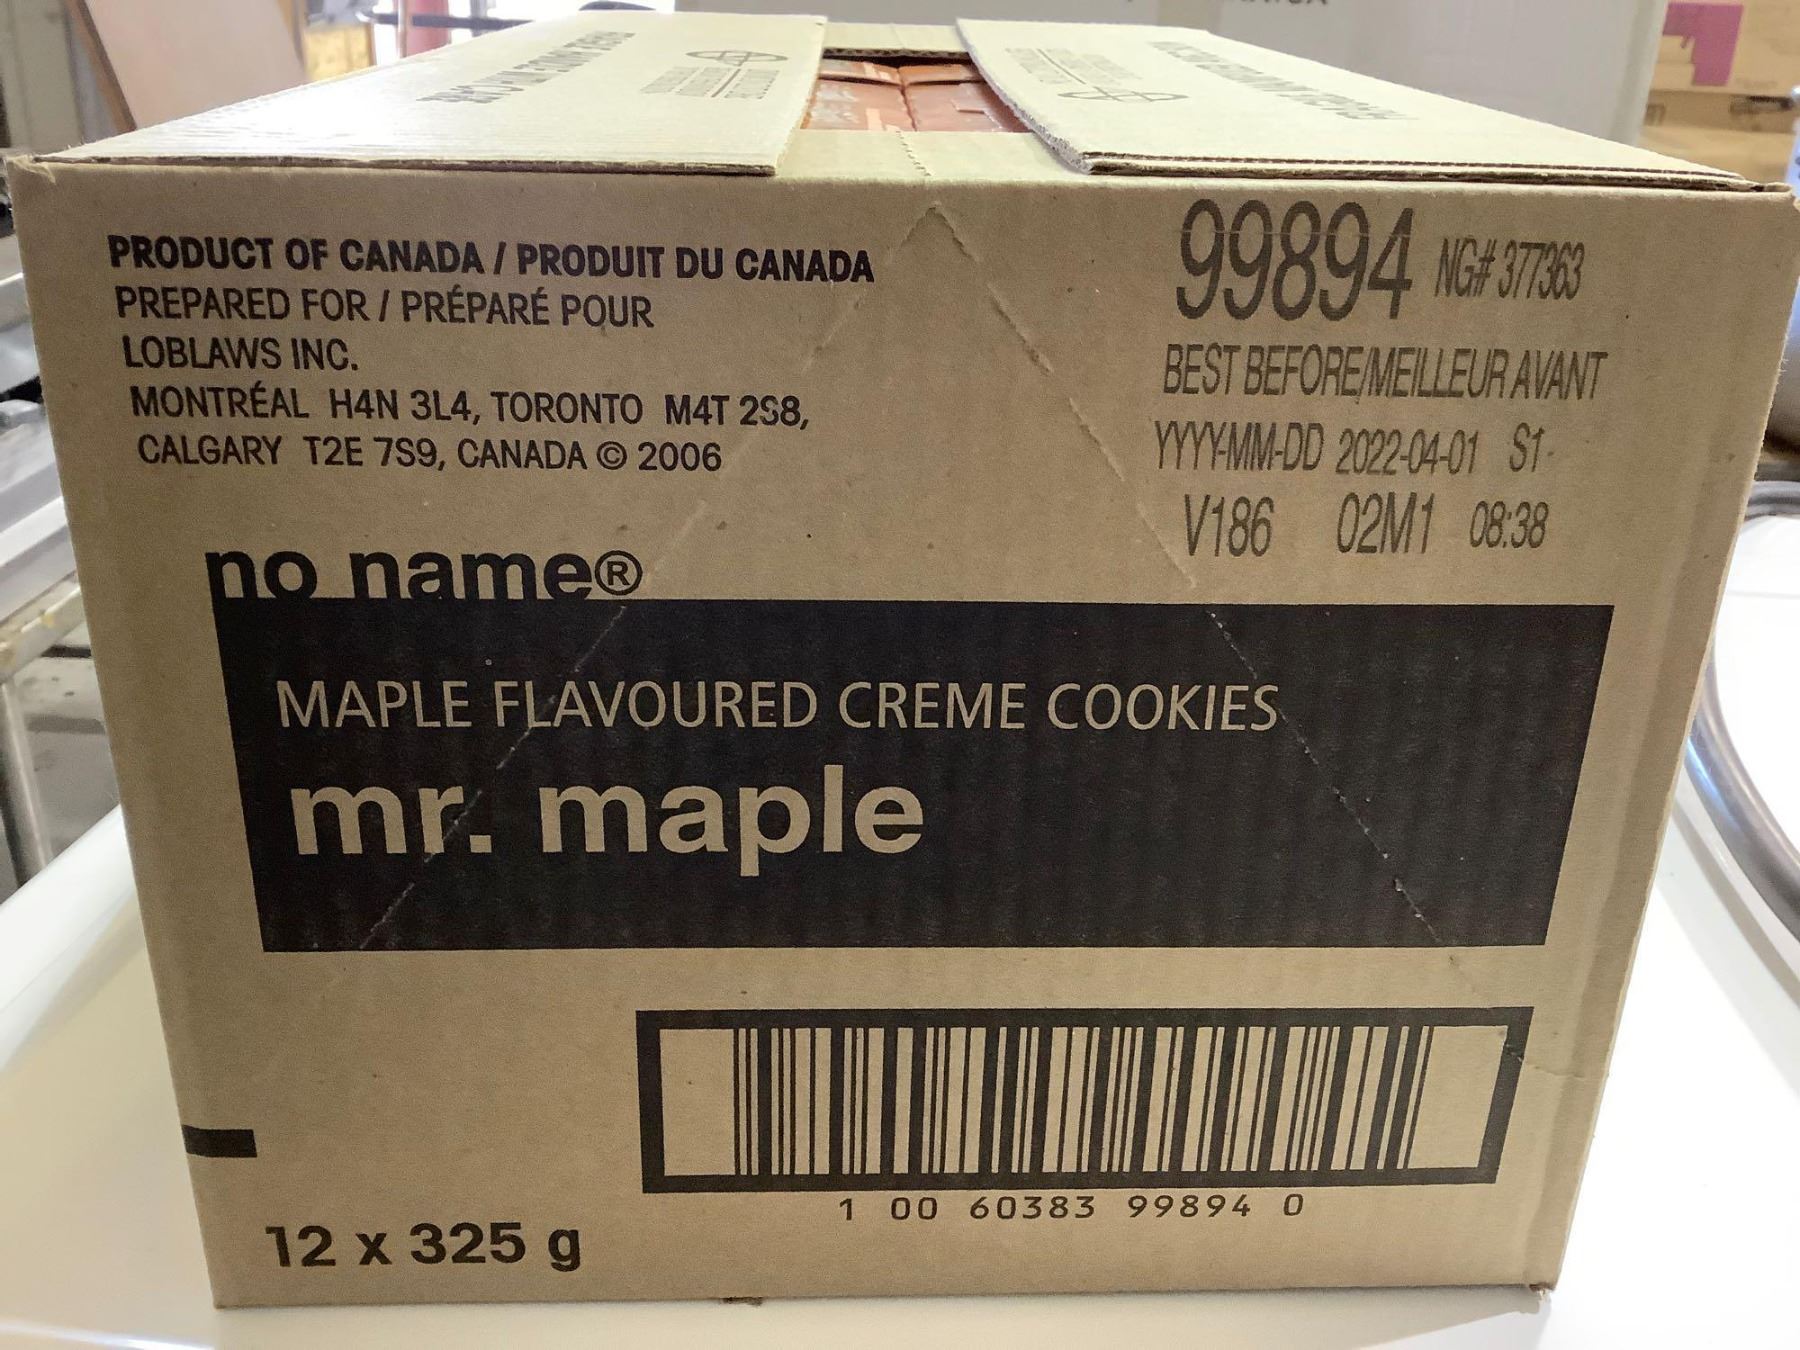 PRODUCT OF CANADA / PRODUIT DU CANADA
PREPARED FOR / PRÉPARÉ POUR
LOBLAWS INC.
MONTRÉAL H4N 3L4, TORONTO M4T 2S8,
CALGARY T2E 7S9, CANADA © 2006
99894 NG# 377363
BEST BEFORE/MEILLEUR AVANT
YYYY-MM-DD 2022-04-01 S1-
V186 02M1 08:38
no name®
MAPLE FLAVOURED CREME COOKIES
mr. maple
1 00 60383 99894 0
12 x 325 g